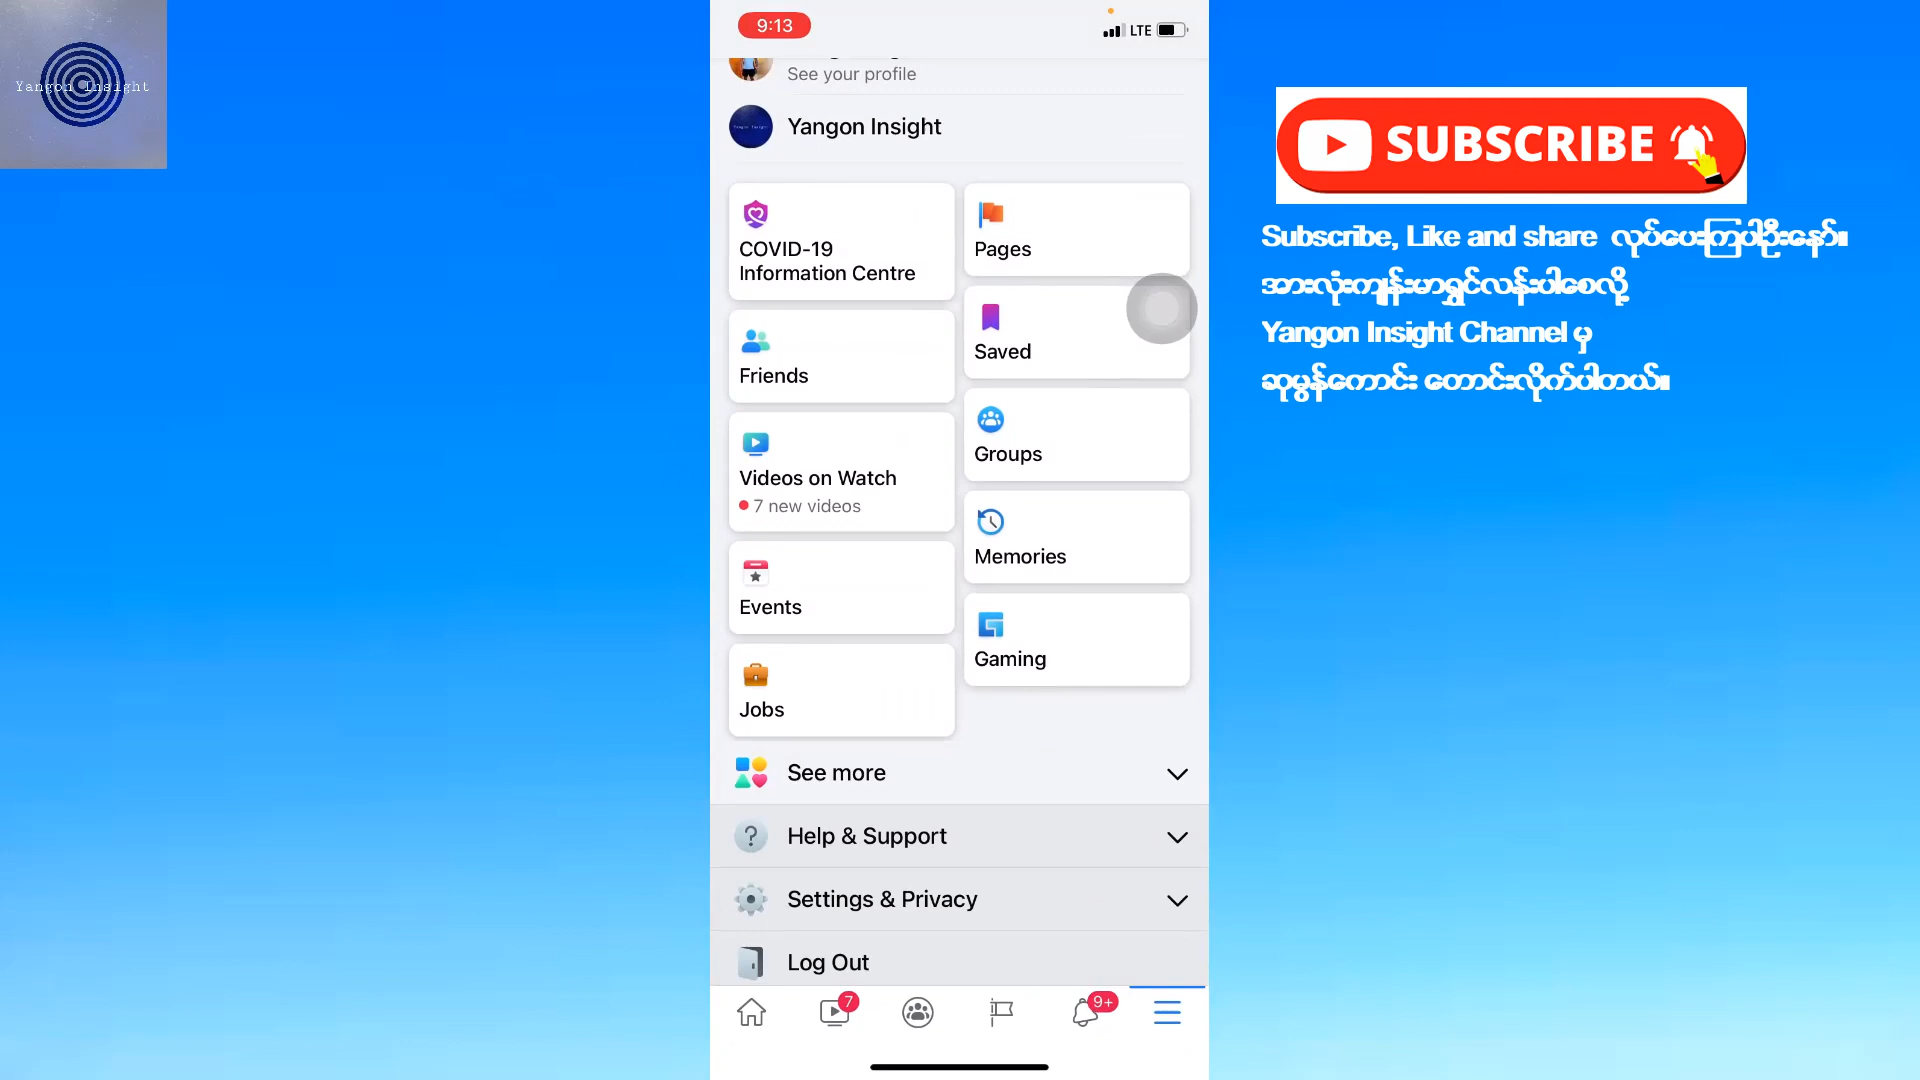 Yangon Insight
9:13
LTE
See your profile
Yangon Insight
COVID-19
Information Centre
Pages
Friends
Saved
Videos on Watch
7 new videos
Groups
Events
Memories
Jobs
Gaming
See more
Help & Support
Settings & Privacy
Log Out
7
9+
SUBSCRIBE
Subscribe, Like and share လုပ်ပေးကြပါဦးနော်။
အားလုံးကျန်းမာရွှင်လန်းပါစေလို့
Yangon Insight Channel မှ
ဆုမွန်ကောင်း တောင်းလိုက်ပါတယ်။